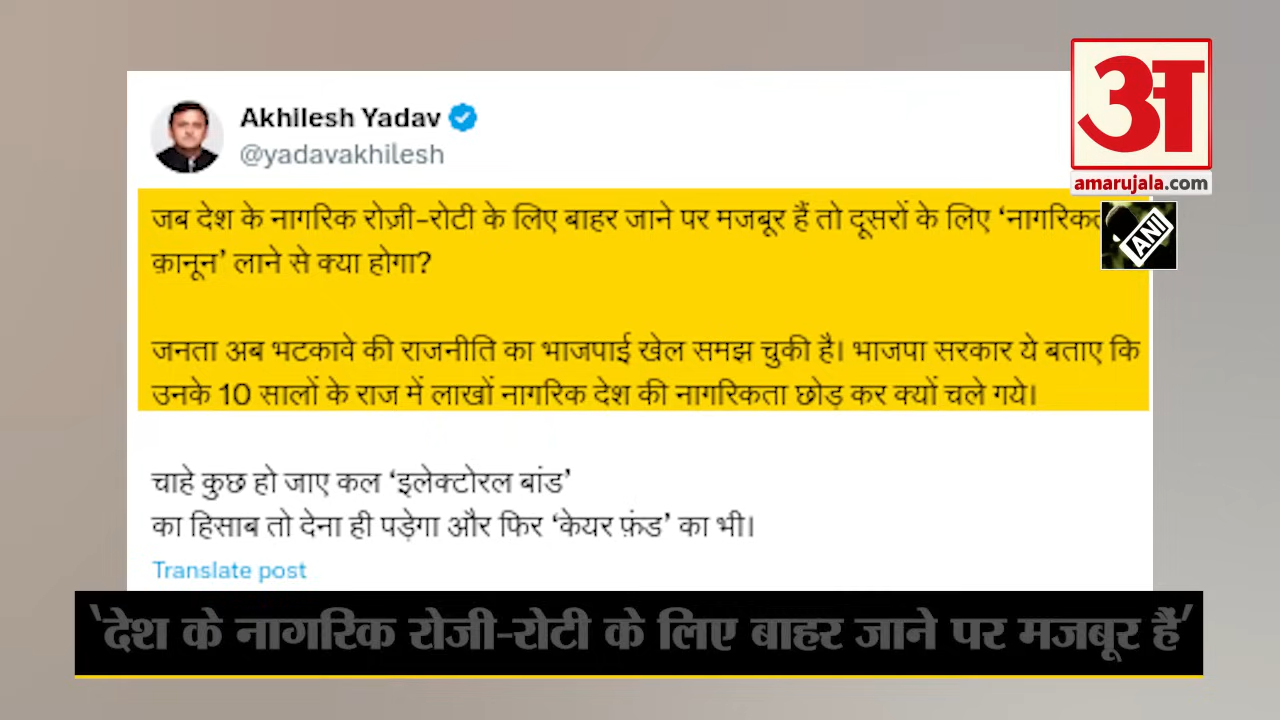 Akhilesh Yadav
@yadavakhilesh
अ
amarujala.com
ANI
जब देश के नागरिक रोज़ी-रोटी के लिए बाहर जाने पर मजबूर हैं तो दूसरों के लिए ‘नागरिकता
क़ानून’ लाने से क्या होगा?
जनता अब भटकावे की राजनीति का भाजपाई खेल समझ चुकी है। भाजपा सरकार ये बताए कि
उनके 10 सालों के राज में लाखों नागरिक देश की नागरिकता छोड़ कर क्यों चले गये।
चाहे कुछ हो जाए कल ‘इलेक्टोरल बांड’
का हिसाब तो देना ही पड़ेगा और फिर ‘केयर फ़ंड’ का भी।
Translate post
‘देश के नागरिक रोजी-रोटी के लिए बाहर जाने पर मजबूर हैं’